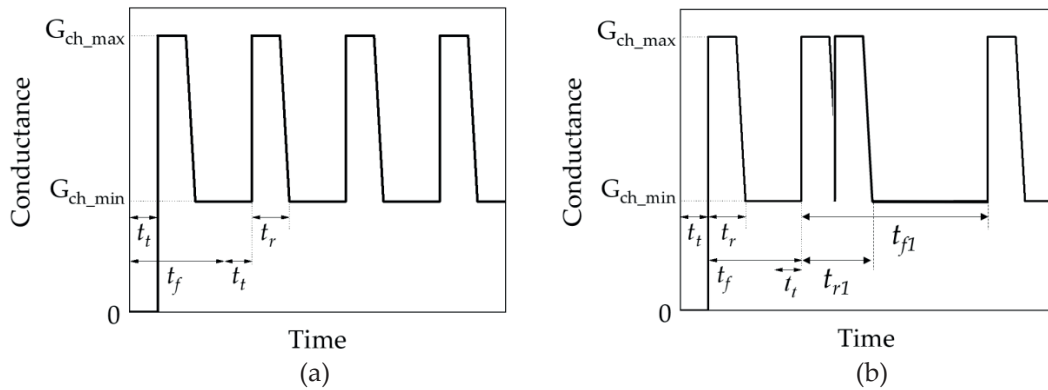 G_ch_max
Conductance
G_ch_min
t_t
t_r
t_f
t_t
0
Time
(a)
G_ch_max
Conductance
G_ch_min
t_t
t_r
t_f1
t_f
t_t
t_r1
0
Time
(b)